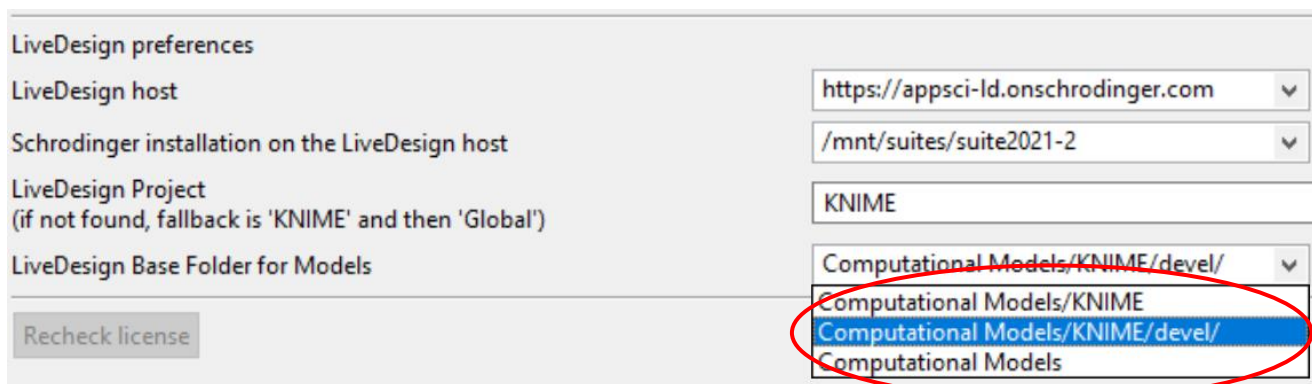 LiveDesign preferences
LiveDesign host
https://appsci-ld.onschrodinger.com
Schrodinger installation on the LiveDesign host
/mnt/suites/suite2021-2
LiveDesign Project
(if not found, fallback is 'KNIME' and then 'Global')
KNIME
LiveDesign Base Folder for Models
Computational Models/KNIME/devel/
Computational Models/KNIME
Computational Models/KNIME/devel/
Computational Models
Recheck license